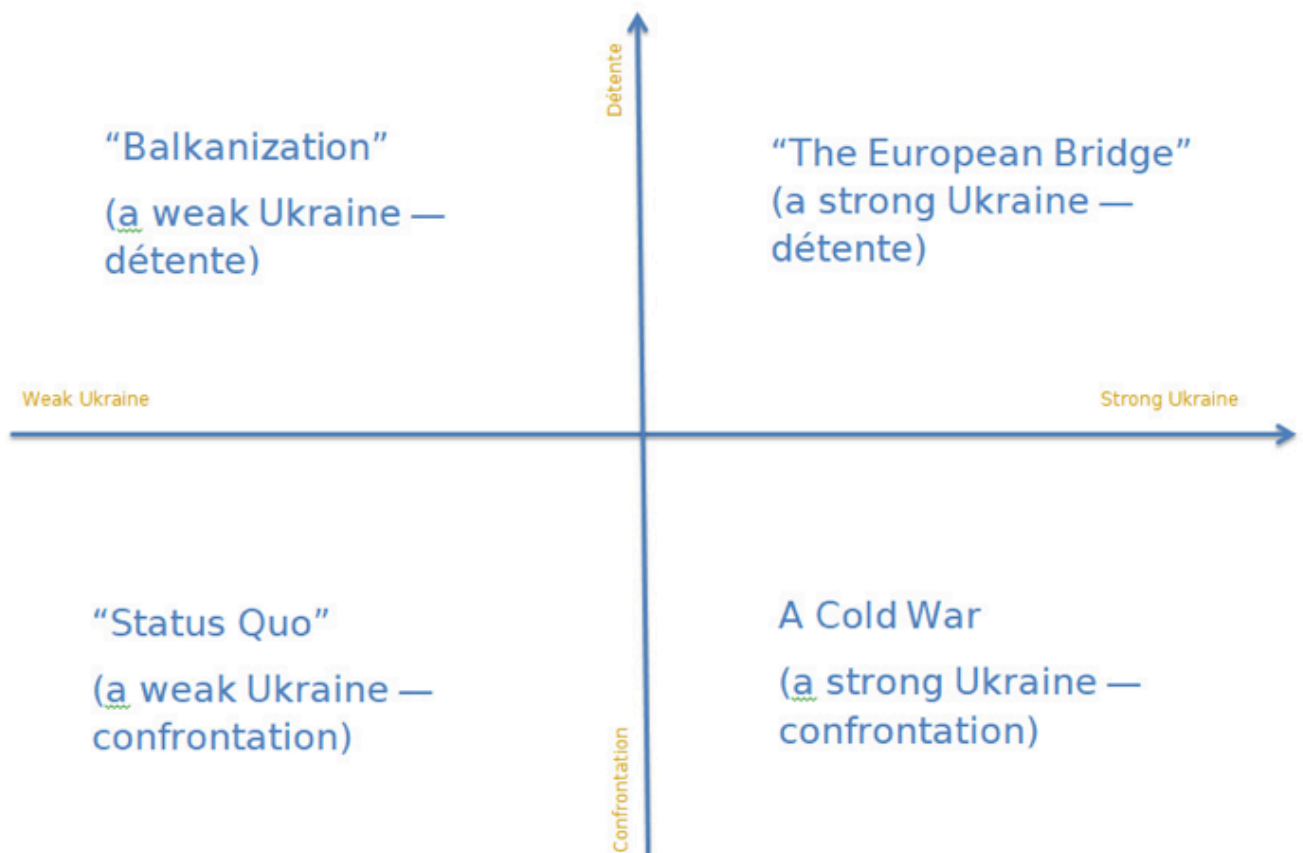 Détente
“Balkanization”
(a weak Ukraine —
détente)
“The European Bridge”
(a strong Ukraine —
détente)
Weak Ukraine
Strong Ukraine
“Status Quo”
(a weak Ukraine —
confrontation)
A Cold War
(a strong Ukraine —
confrontation)
Confrontation